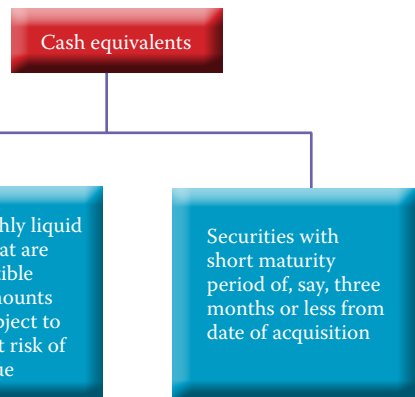 Cash equivalents
hly liquid
at are
tible
ounts
ject to
t risk of
ue
Securities with
short maturity
period of, say, three
months or less from
date of acquisition